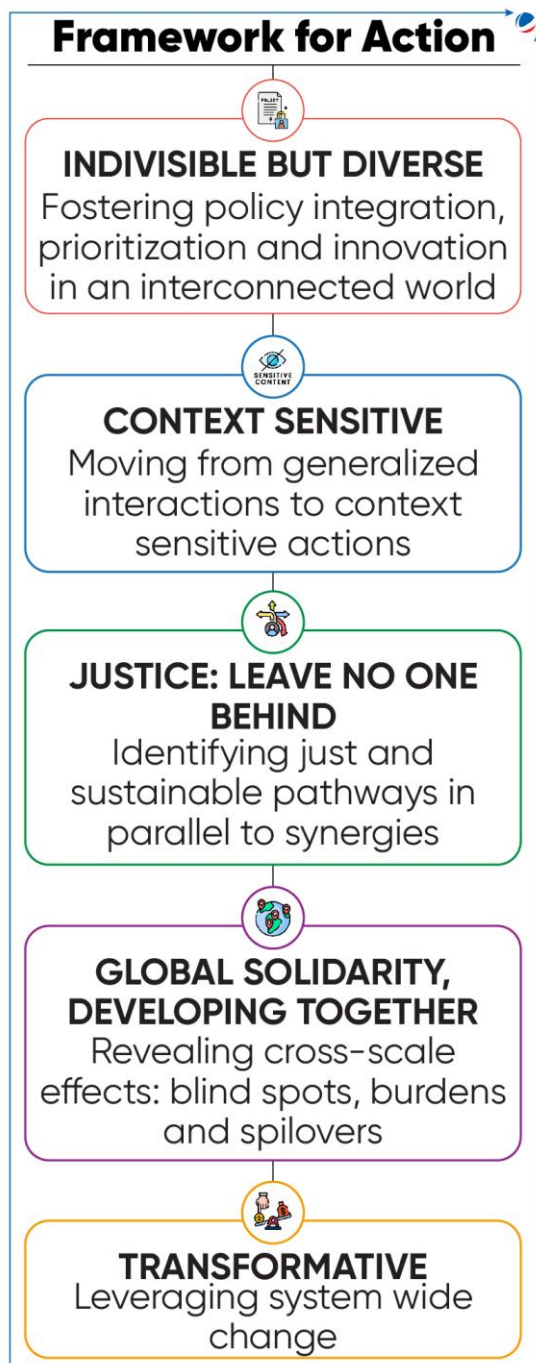 Framework for Action
POLICY
INDIVISIBLE BUT DIVERSE
Fostering policy integration,
prioritization and innovation
in an interconnected world
SENSITIVE
CONTENT
CONTEXT SENSITIVE
Moving from generalized
interactions to context
sensitive actions
JUSTICE: LEAVE NO ONE
BEHIND
Identifying just and
sustainable pathways in
parallel to synergies
GLOBAL SOLIDARITY,
DEVELOPING TOGETHER
Revealing cross-scale
effects: blind spots, burdens
and spilovers
TRANSFORMATIVE
Leveraging system wide
change